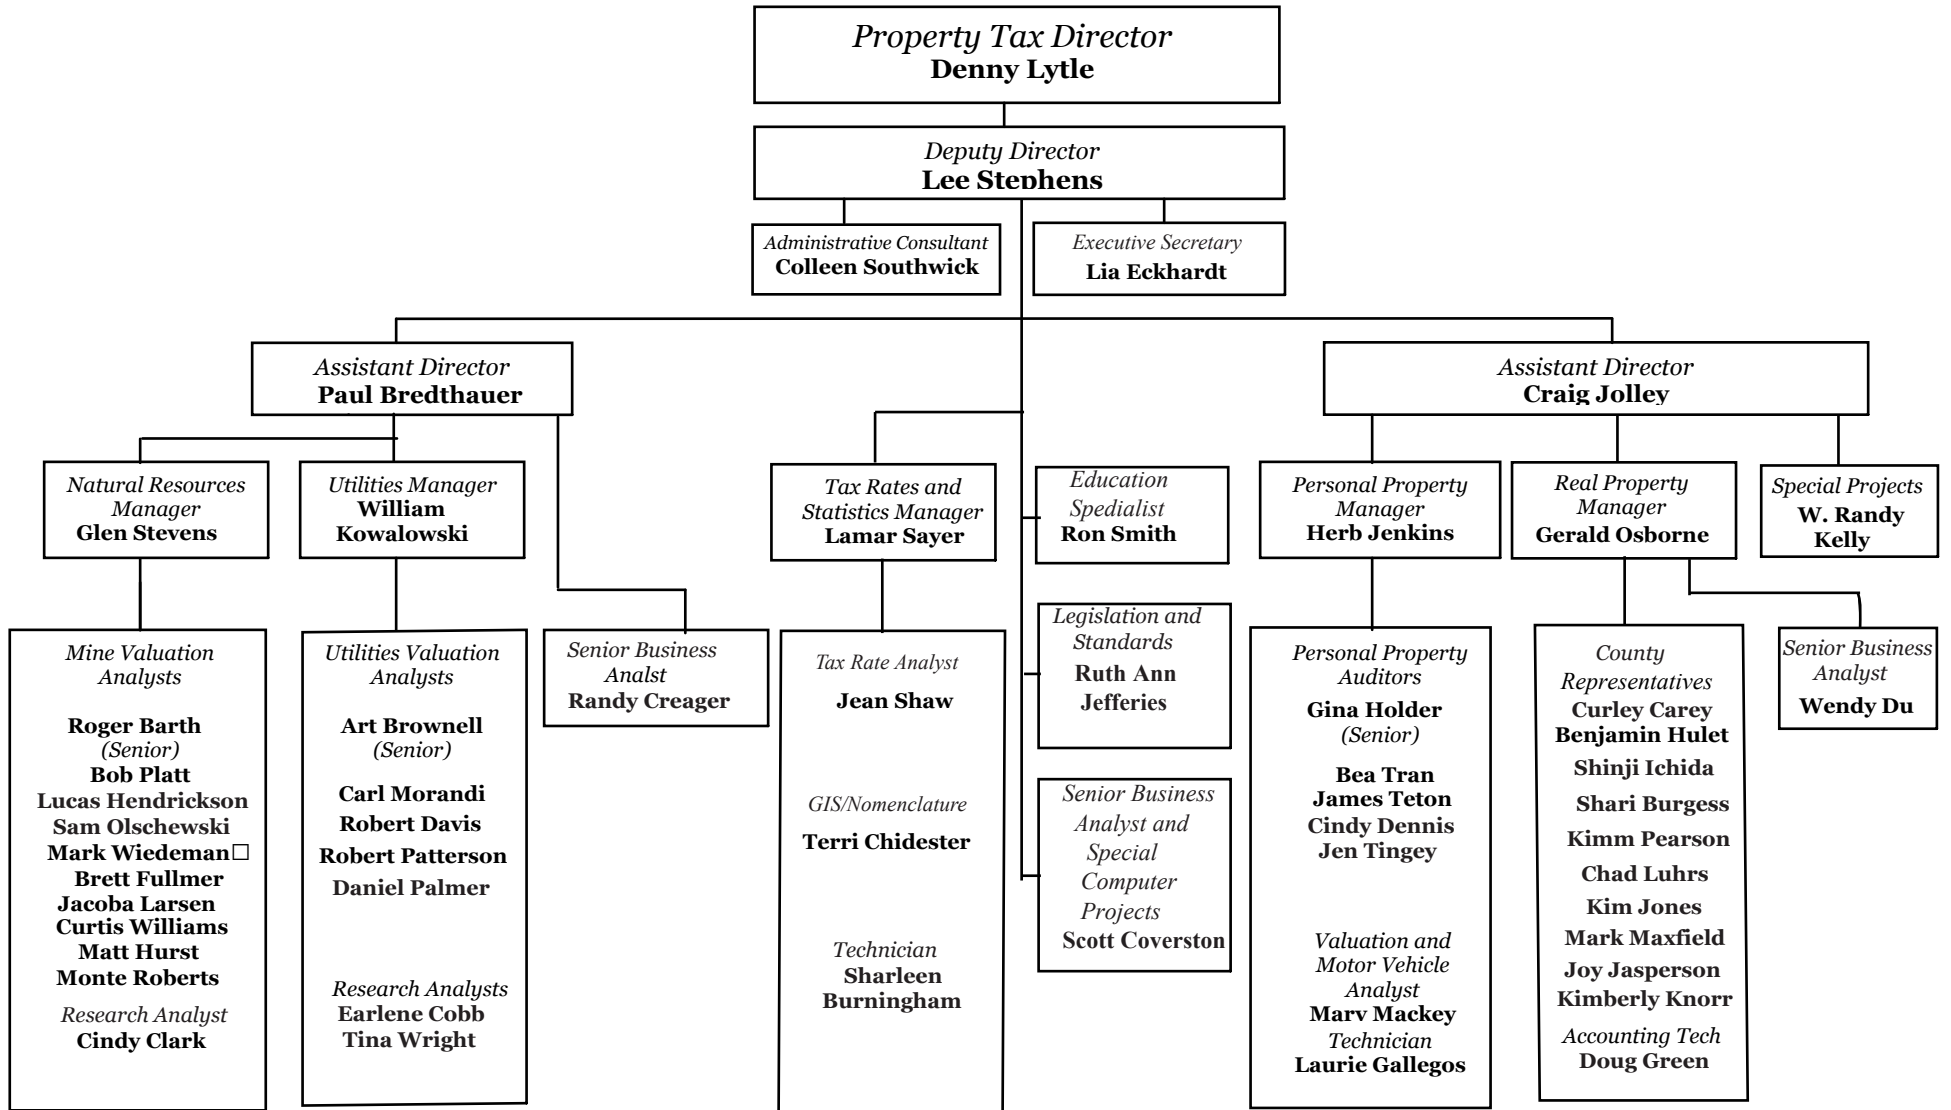 Property Tax Director
Denny Lytle
Deputy Director
Lee Stephens
Administrative Consultant
Colleen Southwick
Executive Secretary
Lia Eckhardt
Assistant Director
Paul Bredthauer
Assistant Director
Craig Jolley
Natural Resources
Manager
Glen Stevens
Utilities Manager
William
Kowalowski
Tax Rates and
Statistics Manager
Lamar Sayer
Education
Spedialist
Ron Smith
Personal Property
Manager
Herb Jenkins
Real Property
Manager
Gerald Osborne
Special Projects
W. Randy
Kelly
Mine Valuation
Analysts
Roger Barth
(Senior)
Bob Platt
Lucas Hendrickson
Sam Olschewski
Mark Wiedeman□
Brett Fullmer
Jacoba Larsen
Curtis Williams
Matt Hurst
Monte Roberts
Research Analyst
Cindy Clark
Utilities Valuation
Analysts
Art Brownell
(Senior)
Carl Morandi
Robert Davis
Robert Patterson
Daniel Palmer
Research Analysts
Earlene Cobb
Tina Wright
Senior Business
Analst
Randy Creager
Tax Rate Analyst
Jean Shaw
GIS/Nomenclature
Terri Chidester
Technician
Sharleen
Burningham
Legislation and
Standards
Ruth Ann
Jefferies
Senior Business
Analyst and
Special
Computer
Projects
Scott Coverston
Personal Property
Auditors
Gina Holder
(Senior)
Bea Tran
James Teton
Cindy Dennis
Jen Tingey
Valuation and
Motor Vehicle
Analyst
Marv Mackey
Technician
Laurie Gallegos
County
Representatives
Curley Carey
Benjamin Hulet
Shinji Ichida
Shari Burgess
Kimm Pearson
Chad Luhrs
Kim Jones
Mark Maxfield
Joy Jasperson
Kimberly Knorr
Accounting Tech
Doug Green
Senior Business
Analyst
Wendy Du